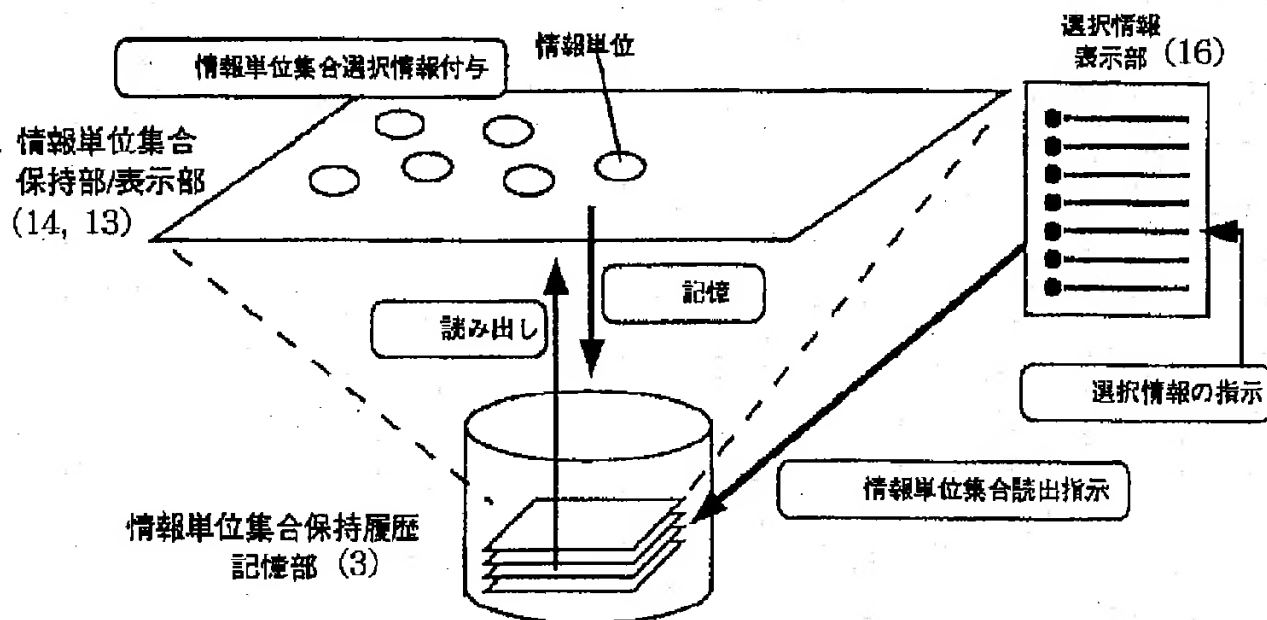 情報単位集合選択情報付与
情報単位
選択情報
表示部 (16)
情報単位集合
保持部/表示部
(14, 13)
記憶
読み出し
選択情報の指示
情報単位集合読出指示
情報単位集合保持履歴
記憶部 (3)